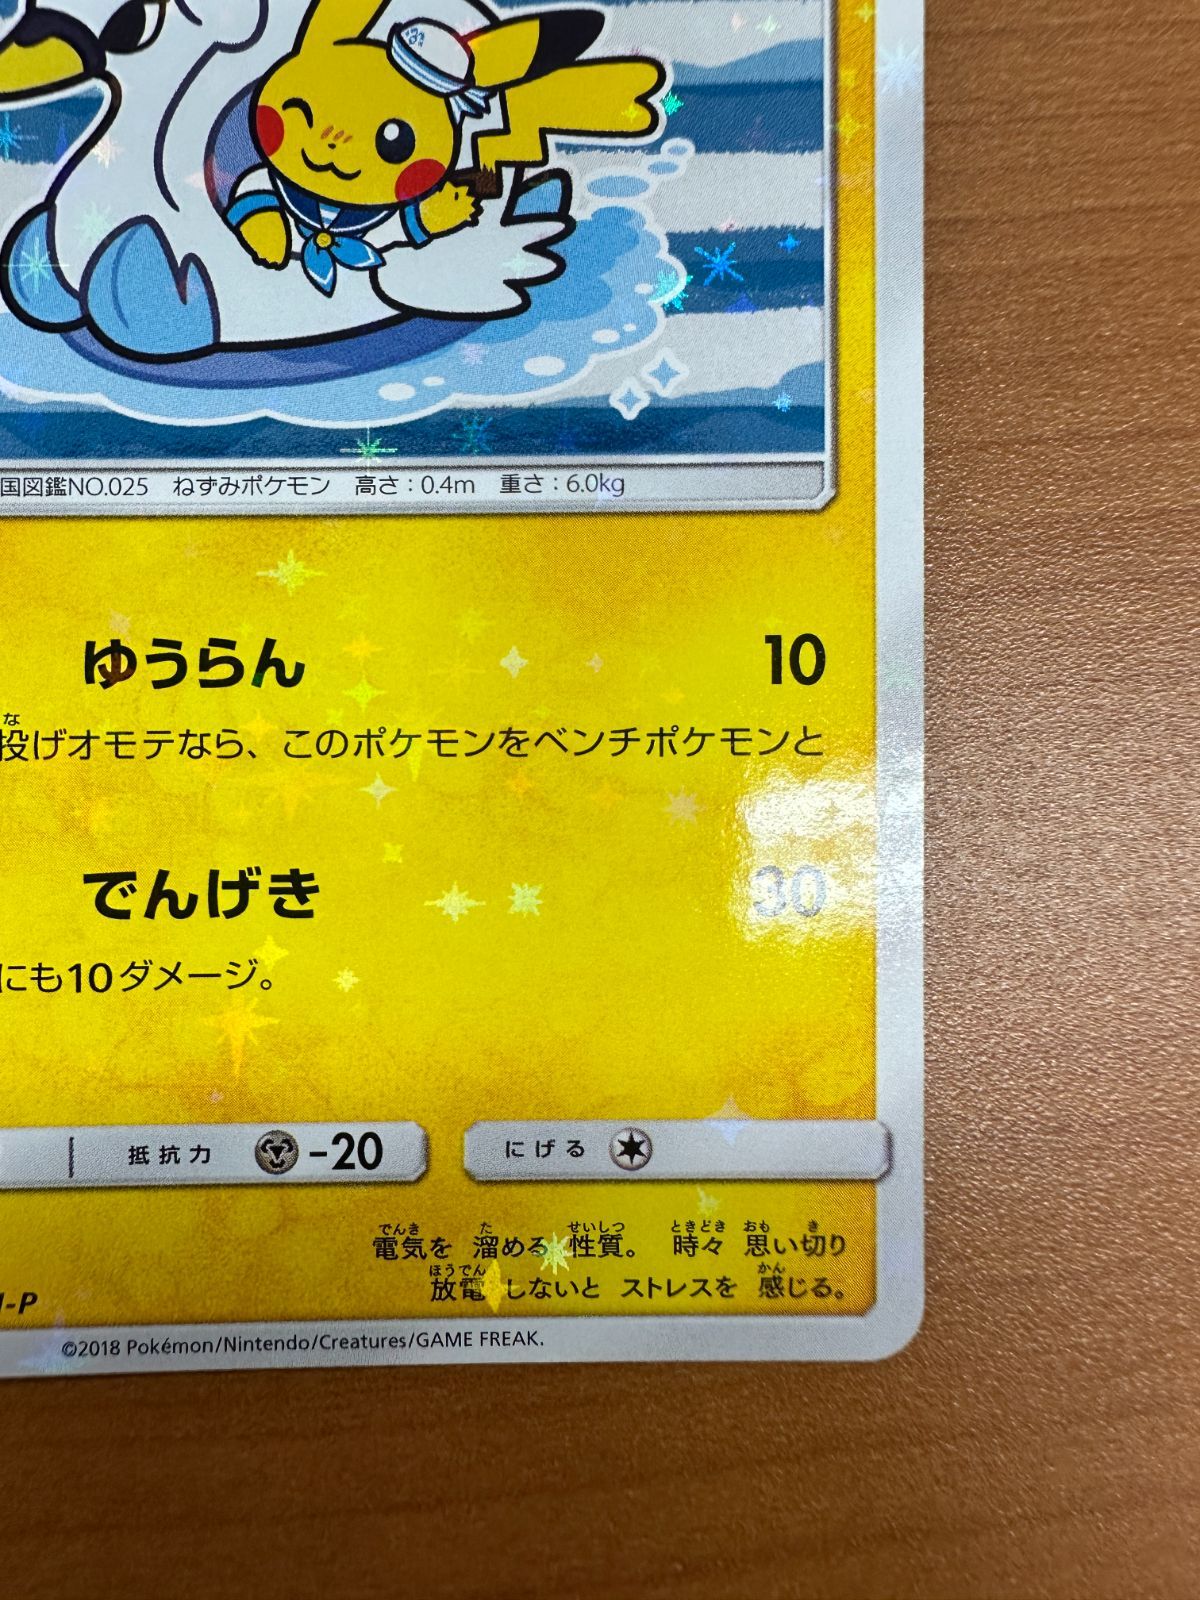 国図鑑NO.025 ねずみポケモン 高さ：0.4m 重さ：6.0kg
ゆうらん 10
な
投げオモテなら、このポケモンをベンチポケモンと
でんげき 30
にも10ダメージ。
抵抗力 -20 にげる
でんき た せいしつ ときどき おも き
電気を 溜める 性質。 時々 思い切り
ほうでん かん
放電 しないと ストレスを 感じる。
-P
©2018 Pokémon/Nintendo/Creatures/GAME FREAK.